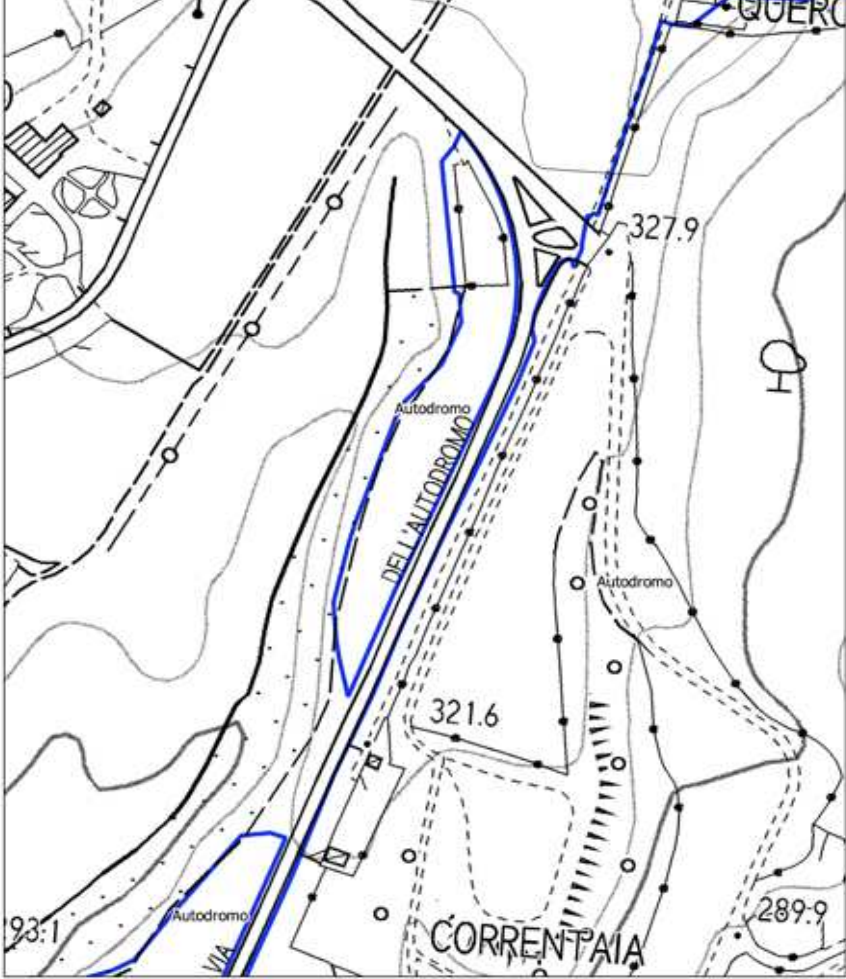 QUERC
327.9
Autodromo
DELL'AUTODROMO
Autodromo
321.6
Autodromo
VIA
CORRENTAIA
289.9
293.1